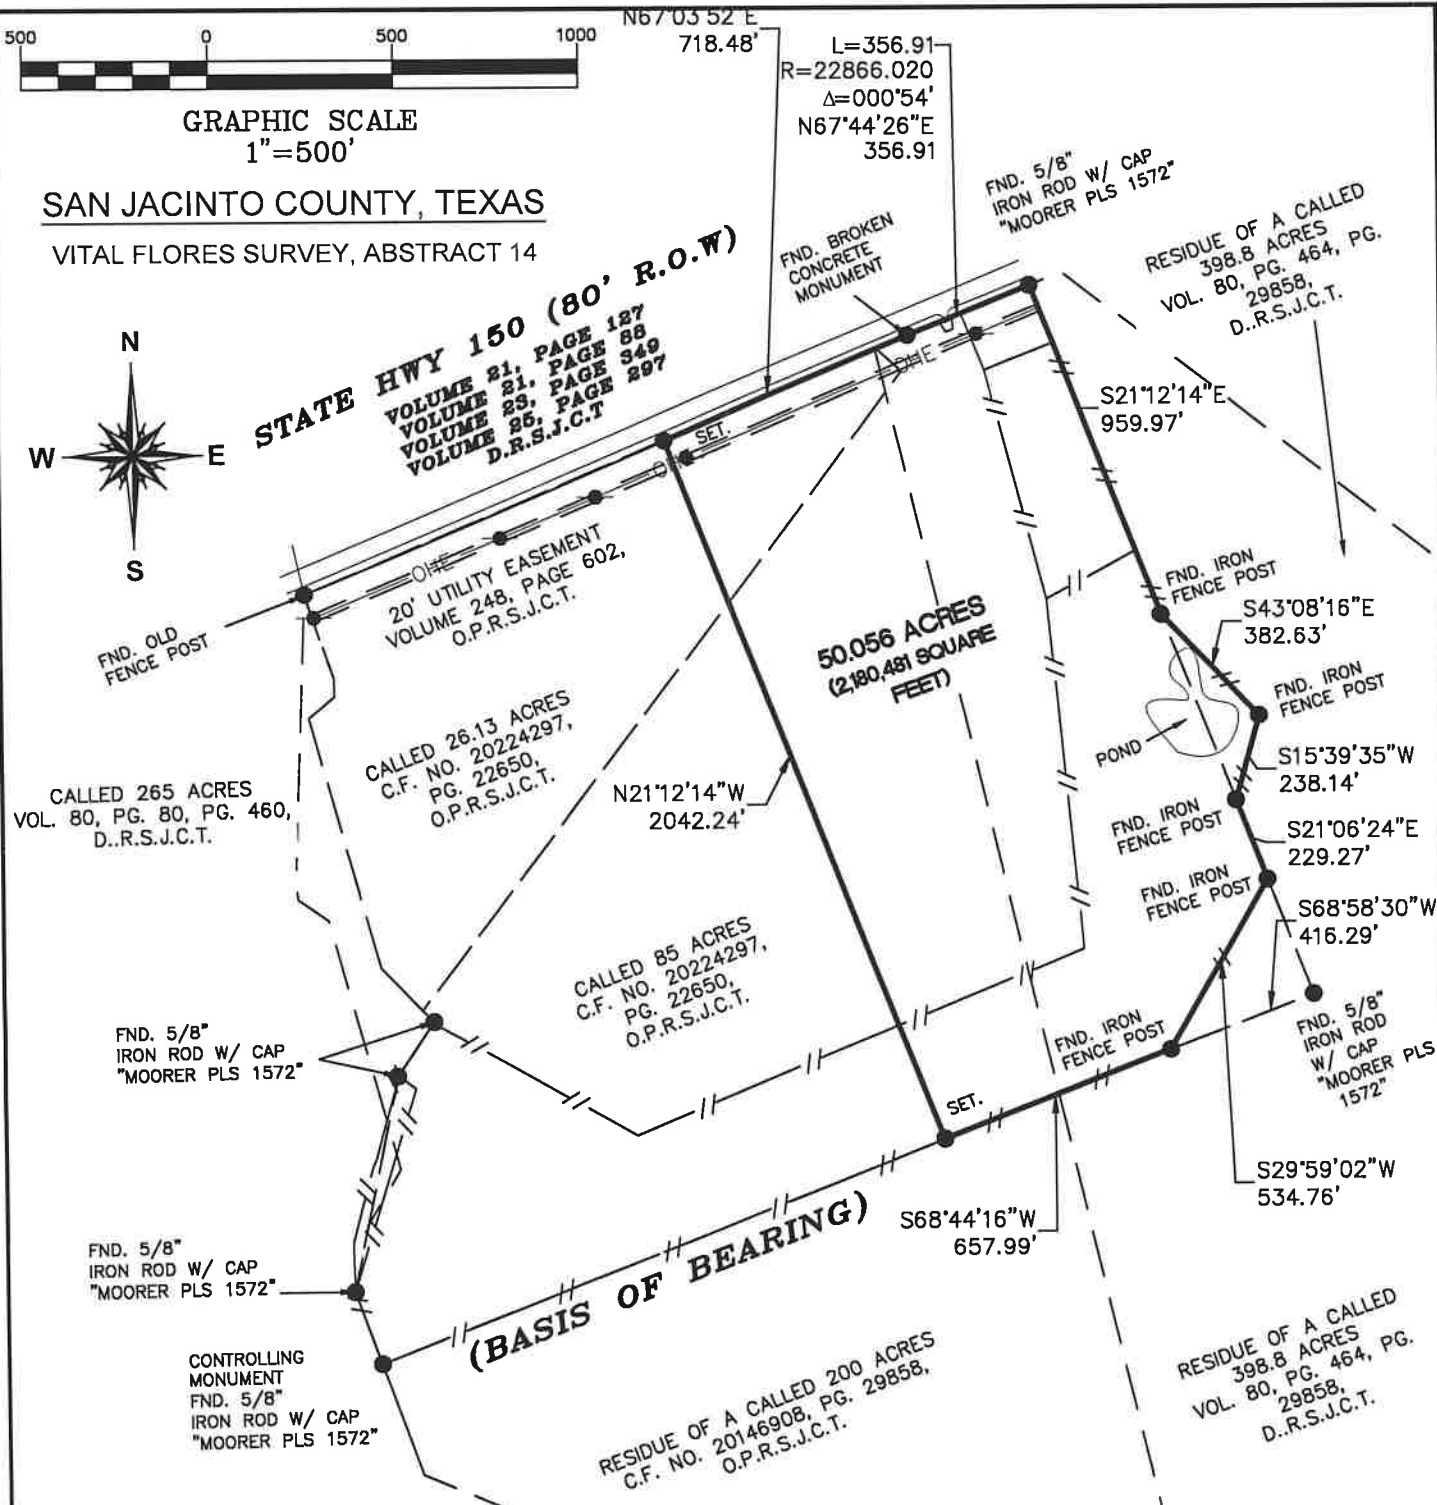 500 0 500 1000
GRAPHIC SCALE
1"=500'
SAN JACINTO COUNTY, TEXAS
VITAL FLORES SURVEY, ABSTRACT 14
N67°03'52"E
718.48'
L=356.91
R=22866.020
Δ=000°54'
N67°44'26"E
356.91
FND. 5/8"
IRON ROD W/ CAP
"MOORER PLS 1572"
RESIDUE OF A CALLED
398.8 ACRES
VOL. 80, PG. 464, PG.
29858,
D..R.S.J.C.T.
FND. BROKEN
CONCRETE
MONUMENT
STATE HWY 150 (80' R.O.W)
VOLUME 21, PAGE 127
VOLUME 21, PAGE 88
VOLUME 23, PAGE 349
VOLUME 25, PAGE 297
D.R.S.J.C.T
N
W E
S
OHE
SET.
OHE
S21°12'14"E
959.97'
20' UTILITY EASEMENT
VOLUME 248, PAGE 602,
O.P.R.S.J.C.T.
FND. OLD
FENCE POST
FND. IRON
FENCE POST
S43°08'16"E
382.63'
50.056 ACRES
(2,180,481 SQUARE
FEET)
FND. IRON
FENCE POST
POND
CALLED 26.13 ACRES
C.F. NO. 20224297,
PG. 22650,
O.P.R.S.J.C.T.
CALLED 265 ACRES
VOL. 80, PG. 80, PG. 460,
D..R.S.J.C.T.
N21°12'14"W
2042.24'
S15°39'35"W
238.14'
FND. IRON
FENCE POST
S21°06'24"E
229.27'
FND. IRON
FENCE POST
S68°58'30"W
416.29'
CALLED 85 ACRES
C.F. NO. 20224297,
PG. 22650,
O.P.R.S.J.C.T.
FND. 5/8"
IRON ROD W/ CAP
"MOORER PLS 1572"
FND. IRON
FENCE POST
FND. 5/8"
IRON ROD
W/ CAP
"MOORER PLS
1572"
SET.
S29°59'02"W
534.76'
S68°44'16"W
657.99'
(BASIS OF BEARING)
FND. 5/8"
IRON ROD W/ CAP
"MOORER PLS 1572"
CONTROLLING
MONUMENT
FND. 5/8"
IRON ROD W/ CAP
"MOORER PLS 1572"
RESIDUE OF A CALLED 200 ACRES
C.F. NO. 20146908, PG. 29858,
O.P.R.S.J.C.T.
RESIDUE OF A CALLED
398.8 ACRES
VOL. 80, PG. 464, PG.
29858,
D..R.S.J.C.T.